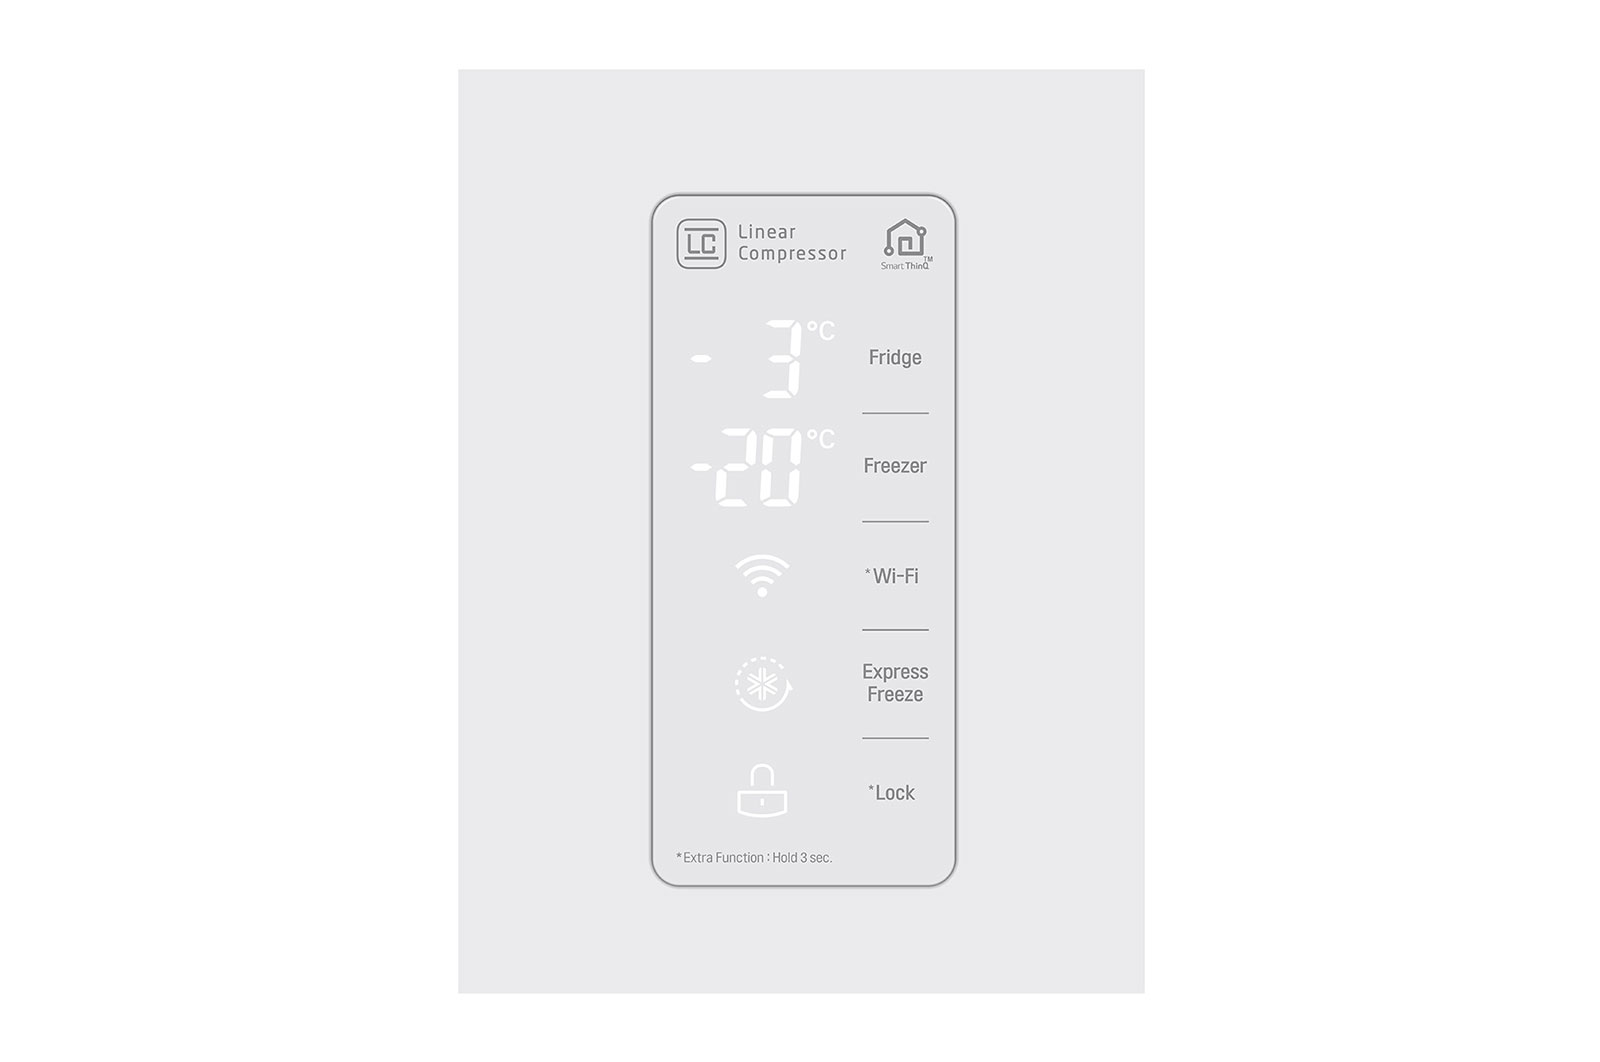 LC
Linear
Compressor
Smart ThinQ™
- 3 °C
Fridge
-20 °C
Freezer
*Wi-Fi
Express
Freeze
*Lock
*Extra Function : Hold 3 sec.